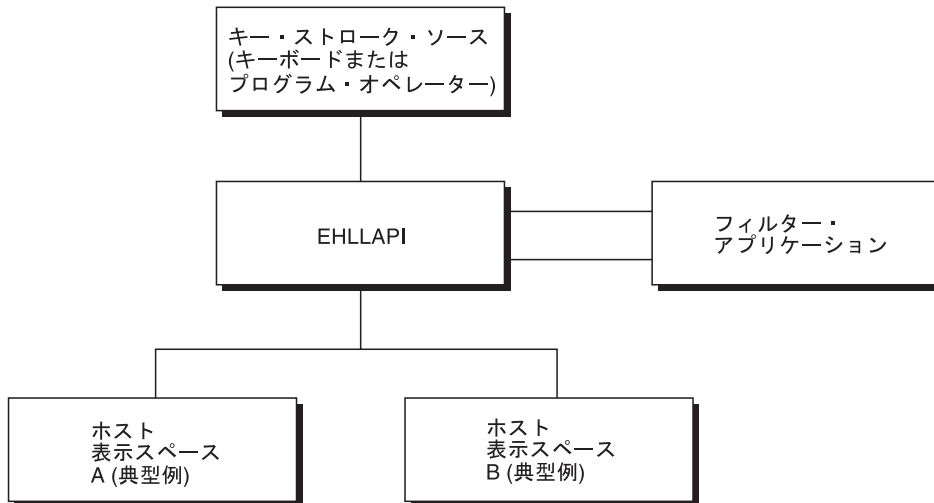 キー・ストローク・ソース
(キーボードまたは
プログラム・オペレーター)
EHLLAPI
フィルター・
アプリケーション
ホスト
表示スペース
A (典型例)
ホスト
表示スペース
B (典型例)